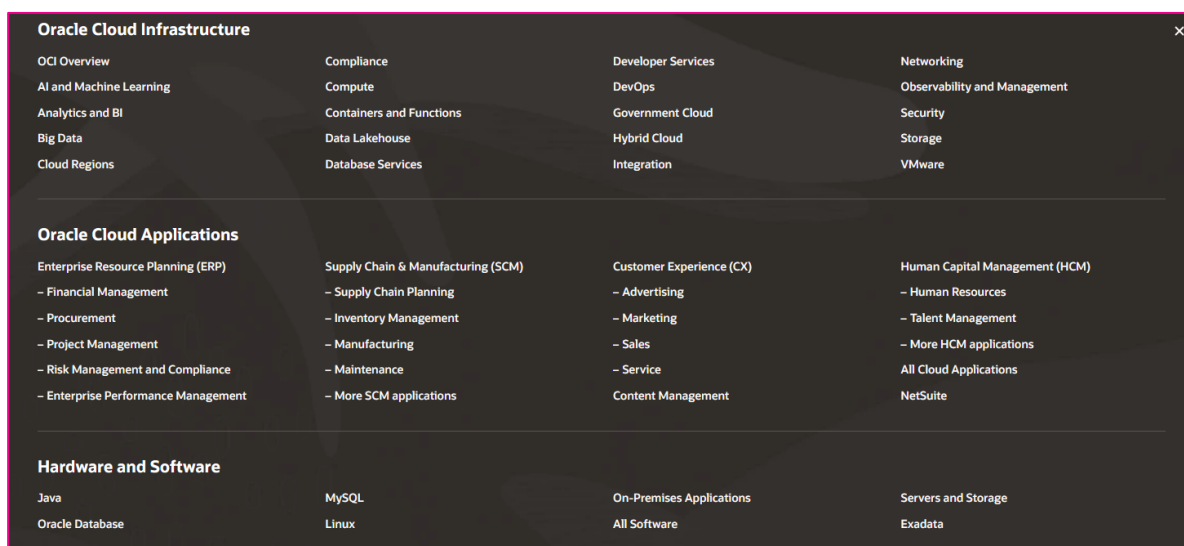 Oracle Cloud Infrastructure
×
OCI Overview
AI and Machine Learning
Analytics and BI
Big Data
Cloud Regions
Compliance
Compute
Containers and Functions
Data Lakehouse
Database Services
Developer Services
DevOps
Government Cloud
Hybrid Cloud
Integration
Networking
Observability and Management
Security
Storage
VMware
Oracle Cloud Applications
Enterprise Resource Planning (ERP)
– Financial Management
– Procurement
– Project Management
– Risk Management and Compliance
– Enterprise Performance Management
Supply Chain & Manufacturing (SCM)
– Supply Chain Planning
– Inventory Management
– Manufacturing
– Maintenance
– More SCM applications
Customer Experience (CX)
– Advertising
– Marketing
– Sales
– Service
Content Management
Human Capital Management (HCM)
– Human Resources
– Talent Management
– More HCM applications
All Cloud Applications
NetSuite
Hardware and Software
Java
Oracle Database
MySQL
Linux
On-Premises Applications
All Software
Servers and Storage
Exadata